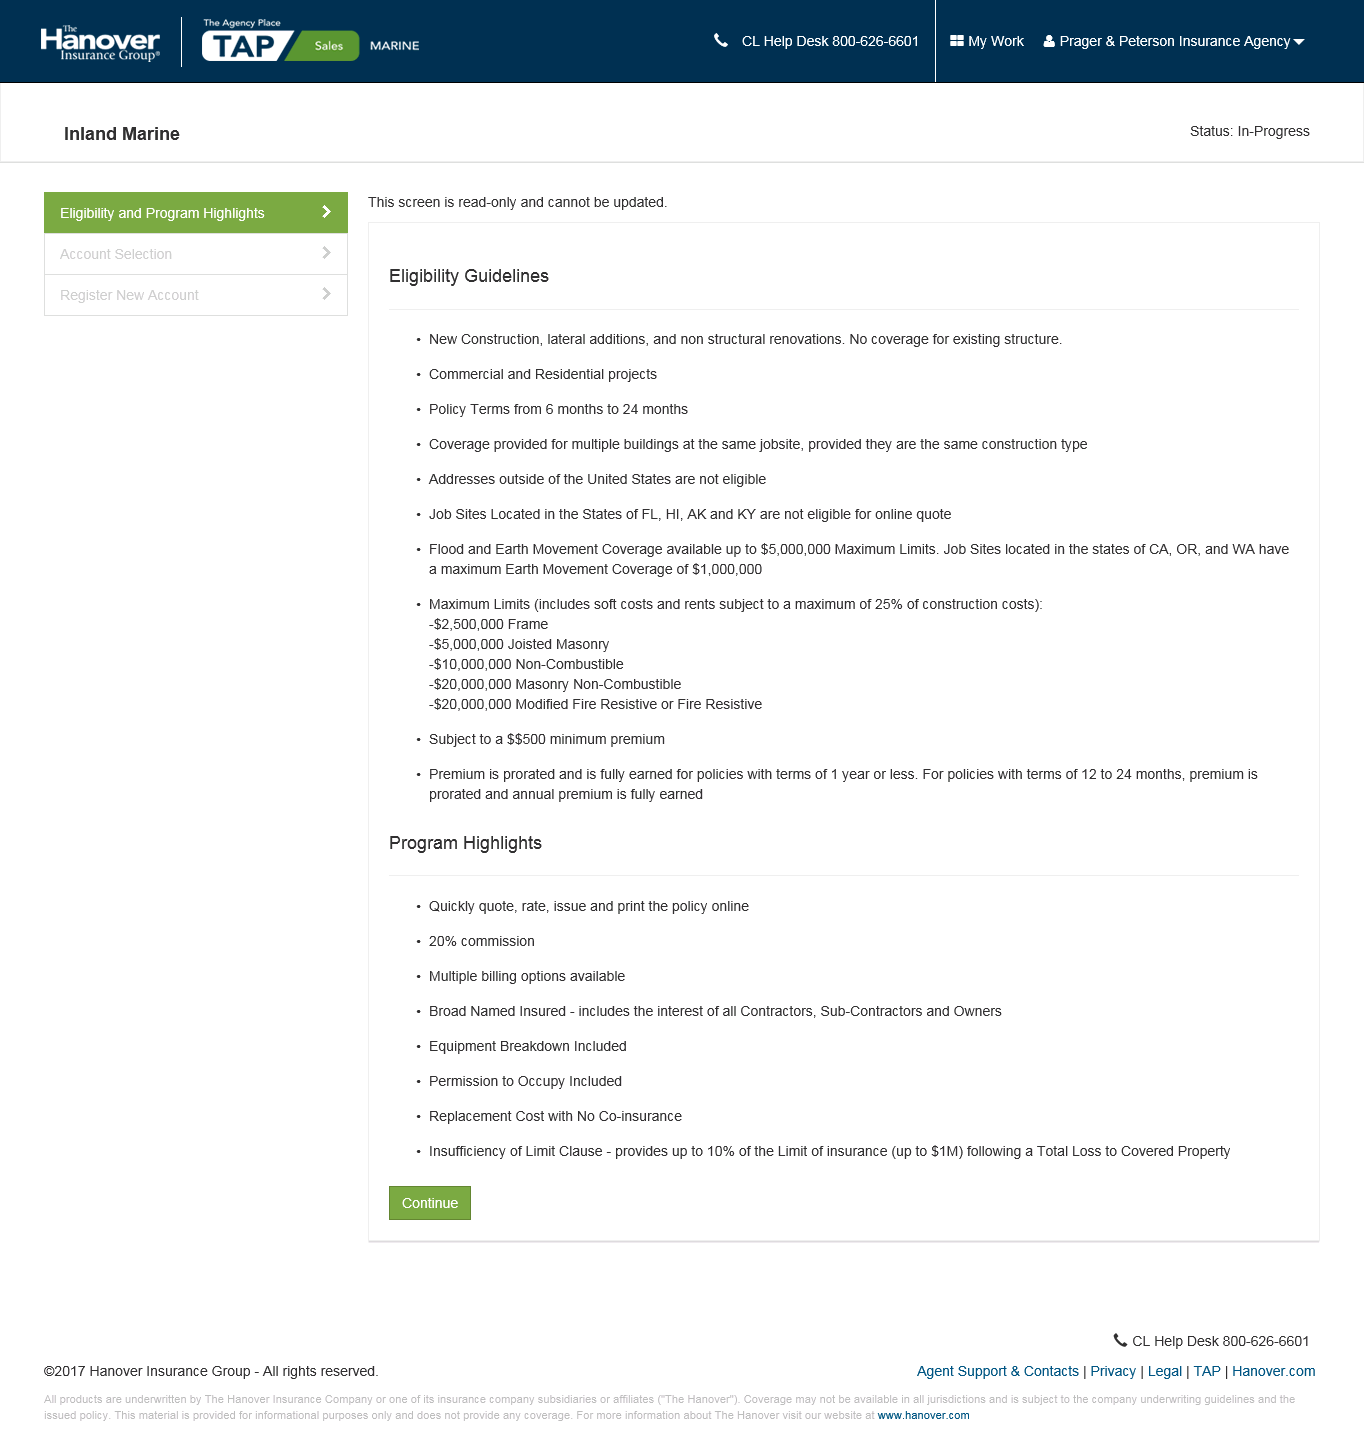 The
Hanover
Insurance Group®
The Agency Place
TAP Sales MARINE
CL Help Desk 800-626-6601
My Work
Prager & Peterson Insurance Agency
Inland Marine
Status: In-Progress
Eligibility and Program Highlights
Account Selection
Register New Account
This screen is read-only and cannot be updated.
Eligibility Guidelines
• New Construction, lateral additions, and non structural renovations. No coverage for existing structure.
• Commercial and Residential projects
• Policy Terms from 6 months to 24 months
• Coverage provided for multiple buildings at the same jobsite, provided they are the same construction type
• Addresses outside of the United States are not eligible
• Job Sites Located in the States of FL, HI, AK and KY are not eligible for online quote
• Flood and Earth Movement Coverage available up to $5,000,000 Maximum Limits. Job Sites located in the states of CA, OR, and WA have
a maximum Earth Movement Coverage of $1,000,000
• Maximum Limits (includes soft costs and rents subject to a maximum of 25% of construction costs):
-$2,500,000 Frame
-$5,000,000 Joisted Masonry
-$10,000,000 Non-Combustible
-$20,000,000 Masonry Non-Combustible
-$20,000,000 Modified Fire Resistive or Fire Resistive
• Subject to a $$500 minimum premium
• Premium is prorated and is fully earned for policies with terms of 1 year or less. For policies with terms of 12 to 24 months, premium is
prorated and annual premium is fully earned
Program Highlights
• Quickly quote, rate, issue and print the policy online
• 20% commission
• Multiple billing options available
• Broad Named Insured - includes the interest of all Contractors, Sub-Contractors and Owners
• Equipment Breakdown Included
• Permission to Occupy Included
• Replacement Cost with No Co-insurance
• Insufficiency of Limit Clause - provides up to 10% of the Limit of insurance (up to $1M) following a Total Loss to Covered Property
Continue
CL Help Desk 800-626-6601
©2017 Hanover Insurance Group - All rights reserved.
Agent Support & Contacts | Privacy | Legal | TAP | Hanover.com
All products are underwritten by The Hanover Insurance Company or one of its insurance company subsidiaries or affiliates ("The Hanover"). Coverage may not be available in all jurisdictions and is subject to the company underwriting guidelines and the
issued policy. This material is provided for informational purposes only and does not provide any coverage. For more information about The Hanover visit our website at www.hanover.com